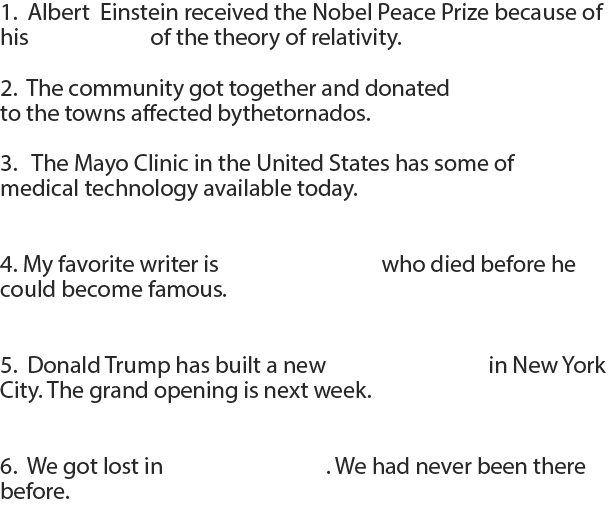 1. Albert Einstein received the Nobel Peace Prize because of
his of the theory of relativity.
2. The community got together and donated
to the towns affected bythetornados.
3. The Mayo Clinic in the United States has some of
medical technology available today.
4. My favorite writer is who died before he
could become famous.
5. Donald Trump has built a new in New York
City. The grand opening is next week.
6. We got lost in . We had never been there
before.